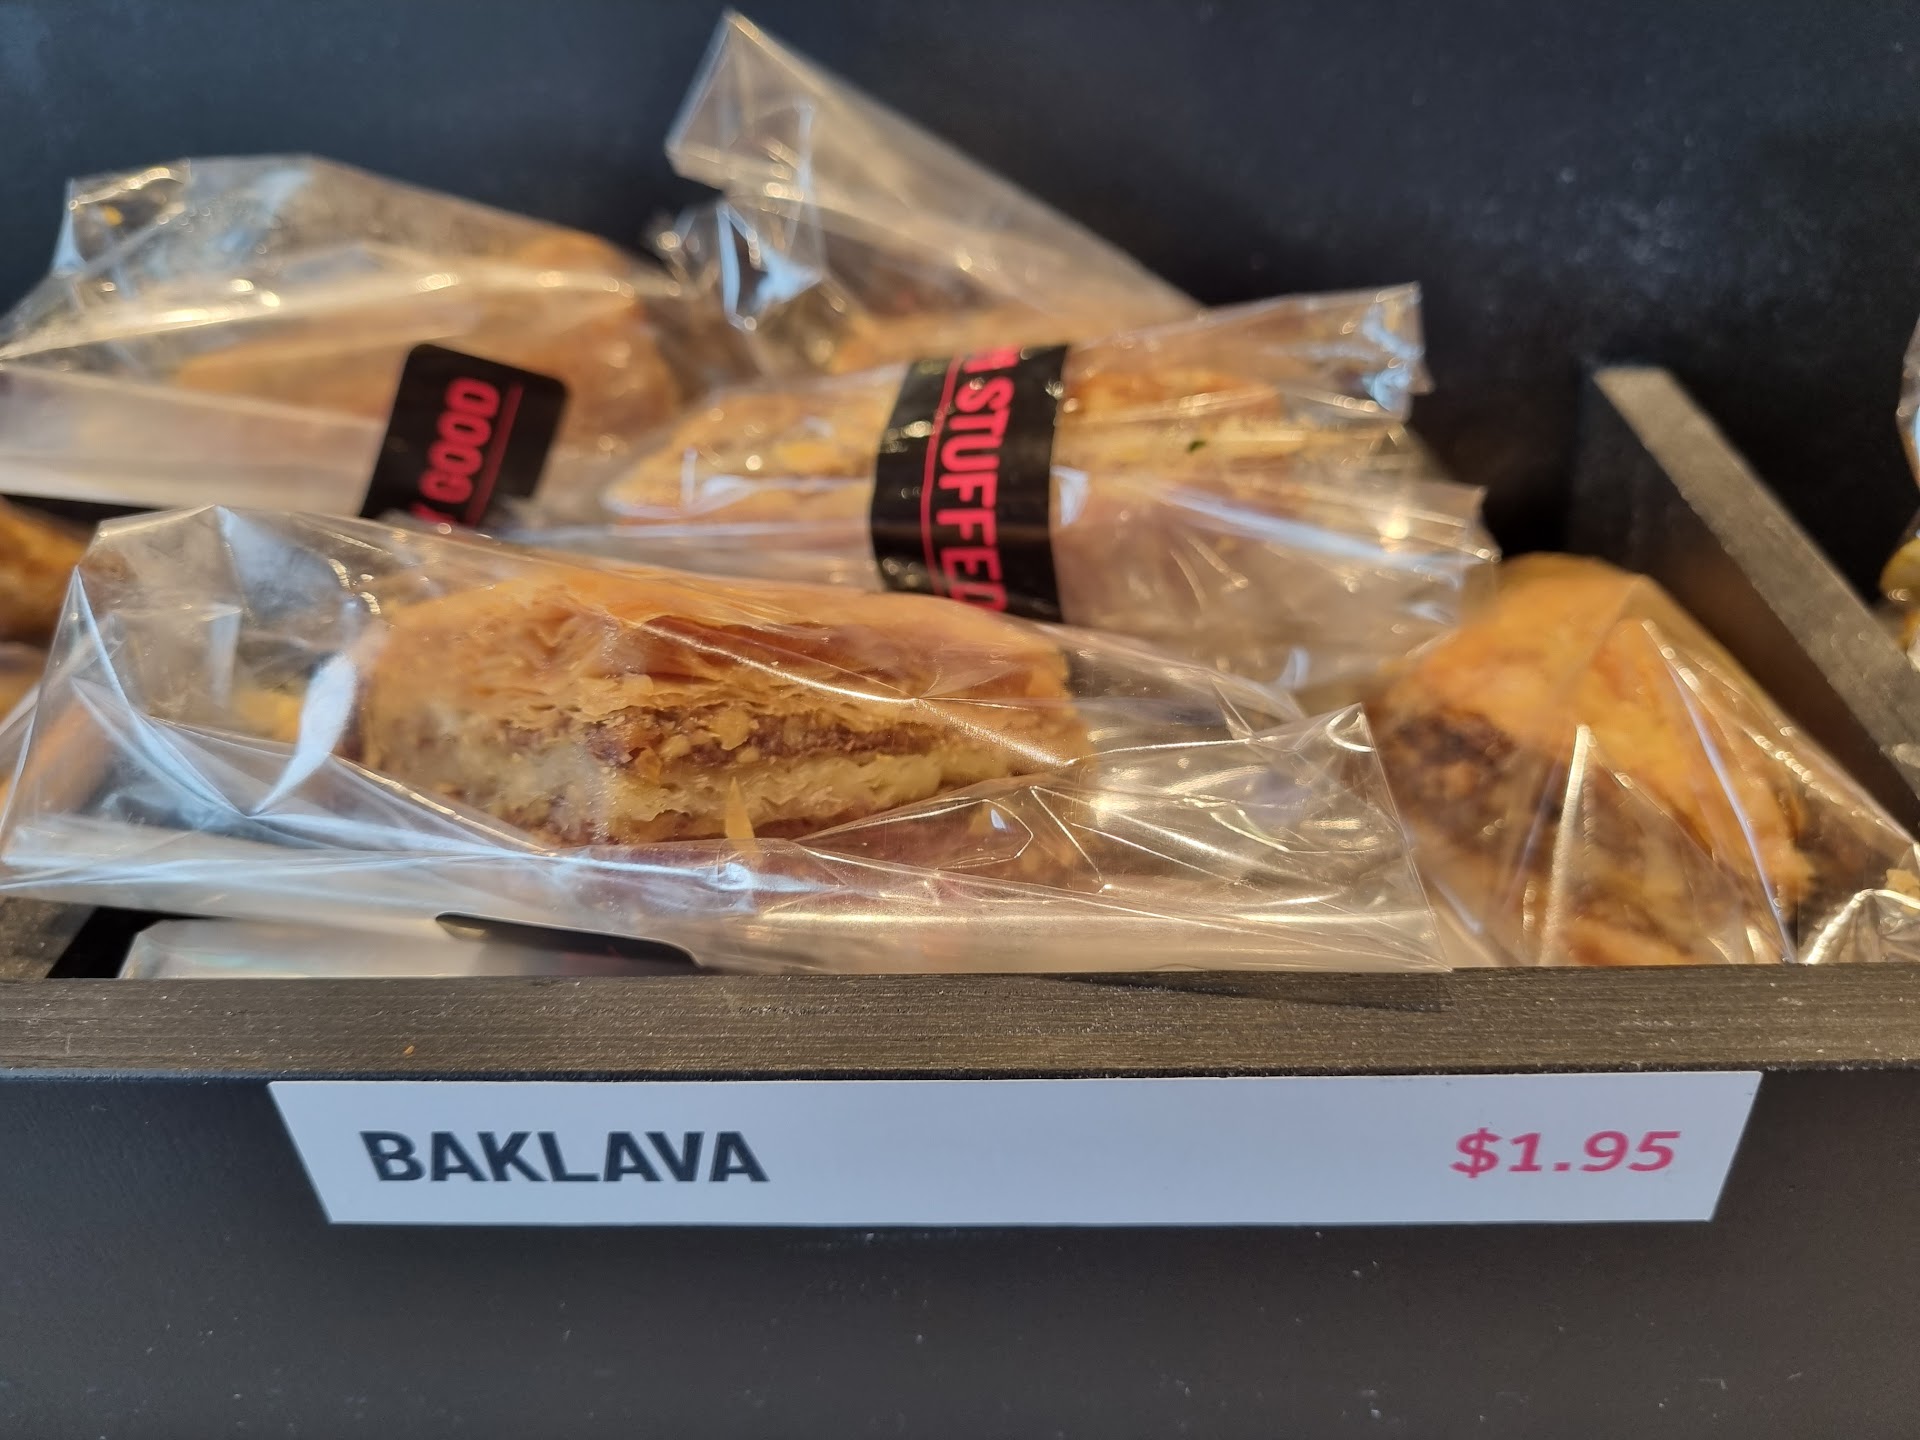 GOOD
STUFFED
BAKLAVA
$1.95